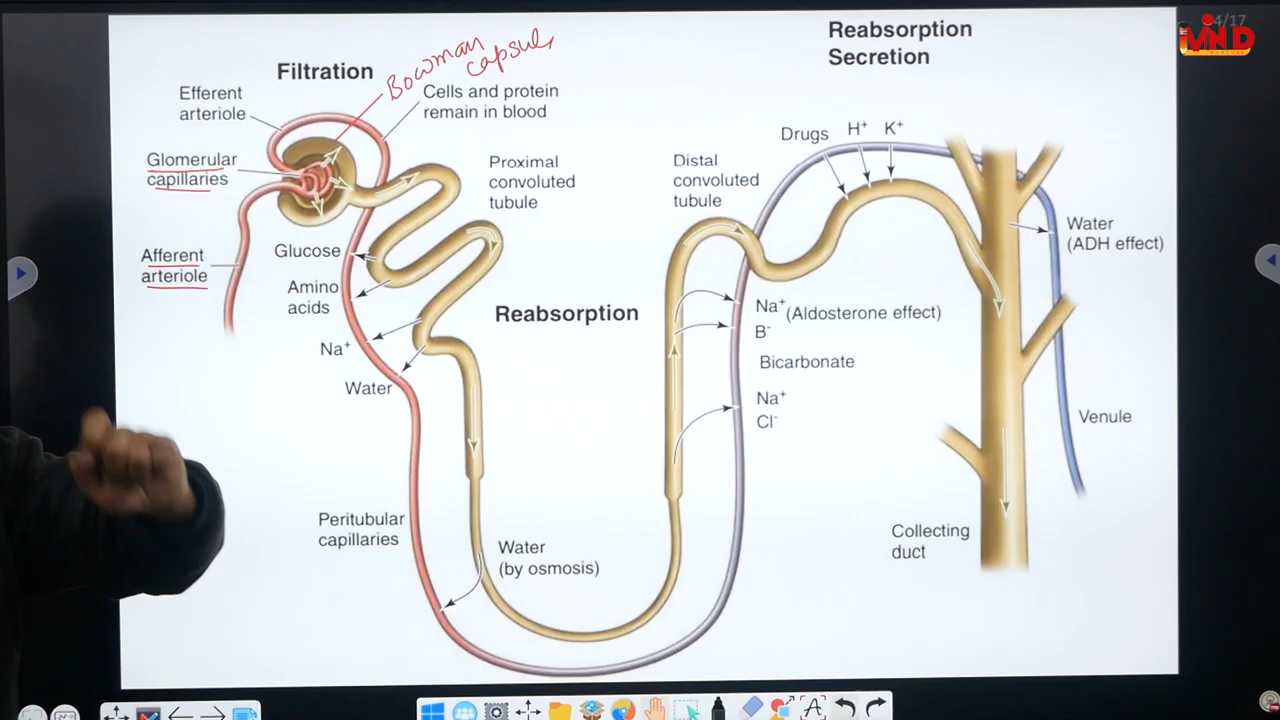 Reabsorption
Secretion
4/17
Filtration
Bowman
capsule
Efferent
arteriole
Cells and protein
remain in blood
Drugs
H+
K+
Glomerular
capillaries
Proximal
convoluted
tubule
Distal
convoluted
tubule
Afferent
arteriole
Glucose
Water
(ADH effect)
Amino
acids
Reabsorption
Na+ (Aldosterone effect)
B-
Na+
Bicarbonate
Water
Na+
Cl-
Venule
Peritubular
capillaries
Water
(by osmosis)
Collecting
duct